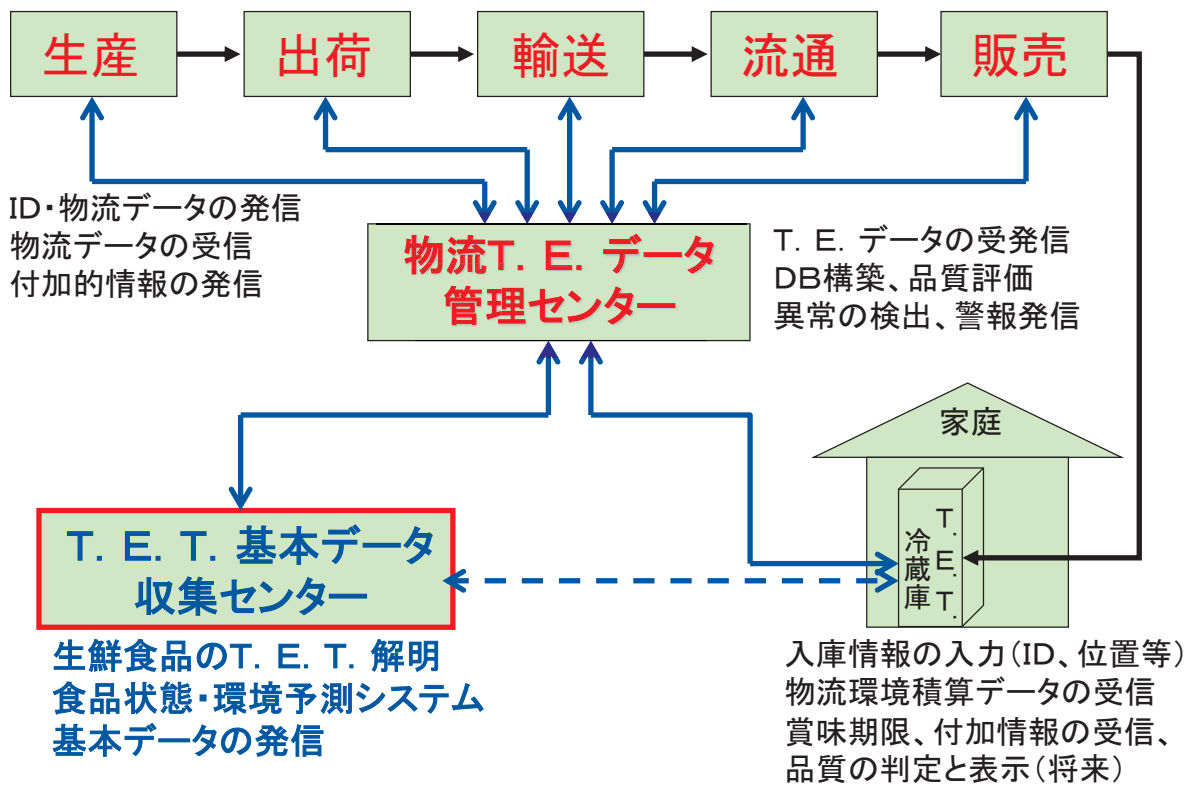 生産
出荷
輸送
流通
販売
ID・物流データの発信
物流データの受信
付加的情報の発信
物流T. E. データ
管理センター
T. E. データの受発信
DB構築、品質評価
異常の検出、警報発信
家庭
T. E. T.
冷蔵庫
T. E. T. 基本データ
収集センター
生鮮食品のT. E. T. 解明
食品状態・環境予測システム
基本データの発信
入庫情報の入力(ID、位置等)
物流環境積算データの受信
賞味期限、付加情報の受信、
品質の判定と表示(将来)